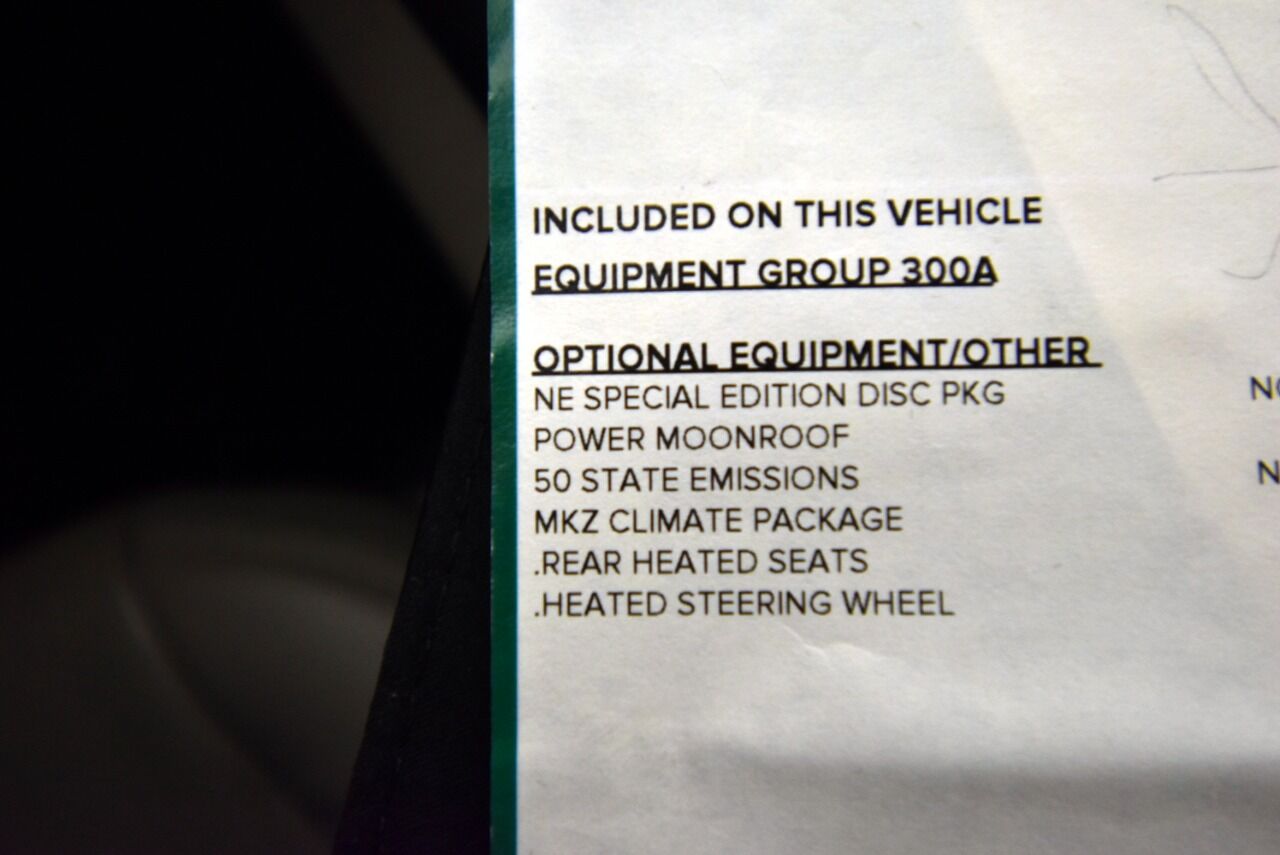 INCLUDED ON THIS VEHICLE
EQUIPMENT GROUP 300A
OPTIONAL EQUIPMENT/OTHER
NE SPECIAL EDITION DISC PKG
POWER MOONROOF
50 STATE EMISSIONS
MKZ CLIMATE PACKAGE
.REAR HEATED SEATS
.HEATED STEERING WHEEL